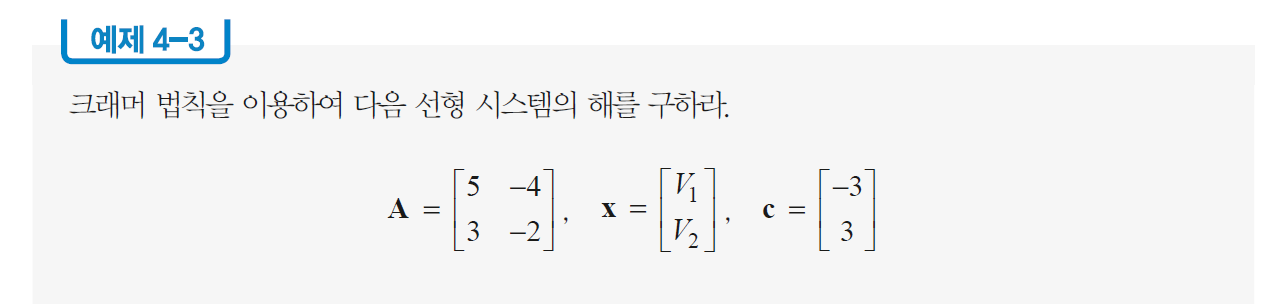 예제 4-3
크래머 법칙을 이용하여 다음 선형 시스템의 해를 구하라.
A = [5 −4; 3 −2], x = [V₁; V₂], c = [−3; 3]